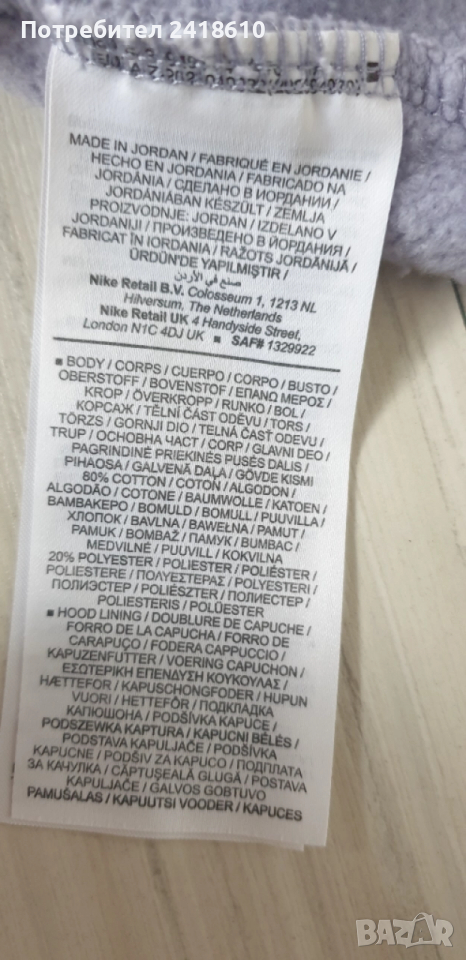 Потребител 2418610
MADE IN JORDAN / FABRIQUÉ EN JORDANIE /
HECHO EN JORDANIA / FABRICADO NA
JORDÂNIA / СДЕЛАНО В ИОРДАНИИ /
JORDÁNIÁBAN KÉSZÜLT / ZEMLJA
PROIZVODNJE: JORDAN / IZDELANO V
JORDANIJI / ПРОИЗВЕДЕНО В ЙОРДАНИЯ /
FABRICAT ÎN IORDANIA / RAŽOTS JORDĀNIJĀ /
ÜRDÜN'DE YAPILMIŞTIR /
صنع في الأردن
Nike Retail B.V. Colosseum 1, 1213 NL
Hilversum, The Netherlands
Nike Retail UK 4 Handyside Street,
London N1C 4DJ UK ■ SAF# 1329922
■ BODY / CORPS / CUERPO / CORPO / BUSTO /
OBERSTOFF / BOVENSTOF / ΕΠΑΝΩ ΜΕΡΟΣ /
KROP / ÖVERKROPP / RUNKO / BOL /
КОРСАЖ / TĚLNÍ ČÁST ODĚVU / TORS /
TÖRZS / GORNJI DIO / TELNÁ ČASŤ ODEVU /
TRUP / ОСНОВНА ЧАСТ / CORP / GLAVNI DEO /
PAGRINDINĖ PRIEKINĖS PUSĖS DALIS /
PIHAOSA / GALVENĀ DAĻA / GÖVDE KISMI
80% COTTON / COTON / ALGODÓN /
ALGODÃO / COTONE / BAUMWOLLE / KATOEN /
ΒΑΜΒΑΚΕΡΟ / BOMULD / BOMULL / PUUVILLA /
ХЛОПОК / BAVLNA / BAWEŁNA / PAMUT /
PAMUK / BOMBAŽ / ПАМУК / BUMBAC /
MEDVILNĖ / PUUVILL / KOKVILNA
20% POLYESTER / POLIESTER / POLIÉSTER /
POLIESTERE / ΠΟΛΥΕΣΤΕΡΑΣ / POLYESTERI /
ПОЛИЭСТЕР / POLIÉSZTER / ПОЛИЕСТЕР /
POLIESTERIS / POLÜESTER
■ HOOD LINING / DOUBLURE DE CAPUCHE /
FORRO DE LA CAPUCHA / FORRO DE
CARAPUÇO / FODERA CAPPUCCIO /
KAPUZENFUTTER / VOERING CAPUCHON /
ΕΣΩΤΕΡΙΚΗ ΕΠΕΝΔΥΣΗ ΚΟΥΚΟΥΛΑΣ /
HÆTTEFÓR / KAPUSCHONGFODER / HUPUN
VUORI / HETTEFÔR / ПОДКЛАДКА
КАПЮШОНА / PODŠÍVKA KAPUCE /
PODSZEWKA KAPTURA / KAPUCNI BÉLÉS /
PODSTAVA KAPULJAČE / PODŠÍVKA
KAPUCNE / PODŠIV ZA KAPUCO / ПОДПЛАТА
ЗА КАЧУЛКА / CĂPTUȘEALĂ GLUGĂ / POSTAVA
KAPULJAČE / GALVOS GOBTUVO
PAMUŠALAS / KAPUUTSI VOODER / KAPUCES
BAZAR